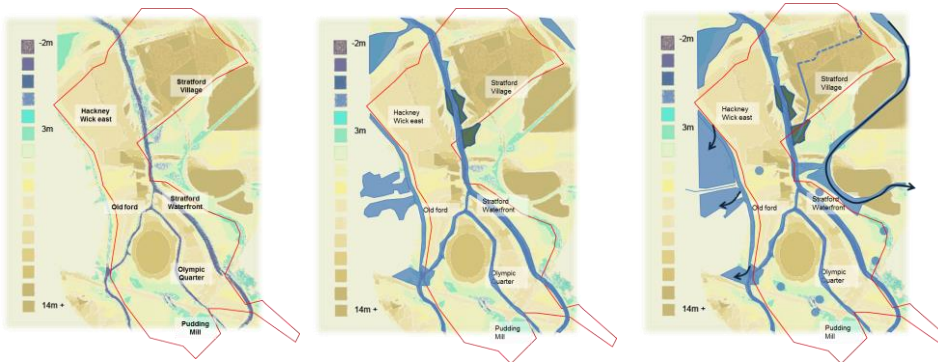 -2m
Stratford
Village
Hackney
Wick east
3m
Old ford
Stratford
Waterfront
Olympic
Quarter
14m +
Pudding
Mill
-2m
Stratford
Village
Hackney
Wick east
3m
Old ford
Stratford
Waterfront
Olympic
Quarter
14m +
Pudding
Mill
-2m
Stratford
Village
Hackney
Wick east
3m
Old ford
Stratford
Waterfront
Olympic
Quarter
14m +
Pudding
Mill